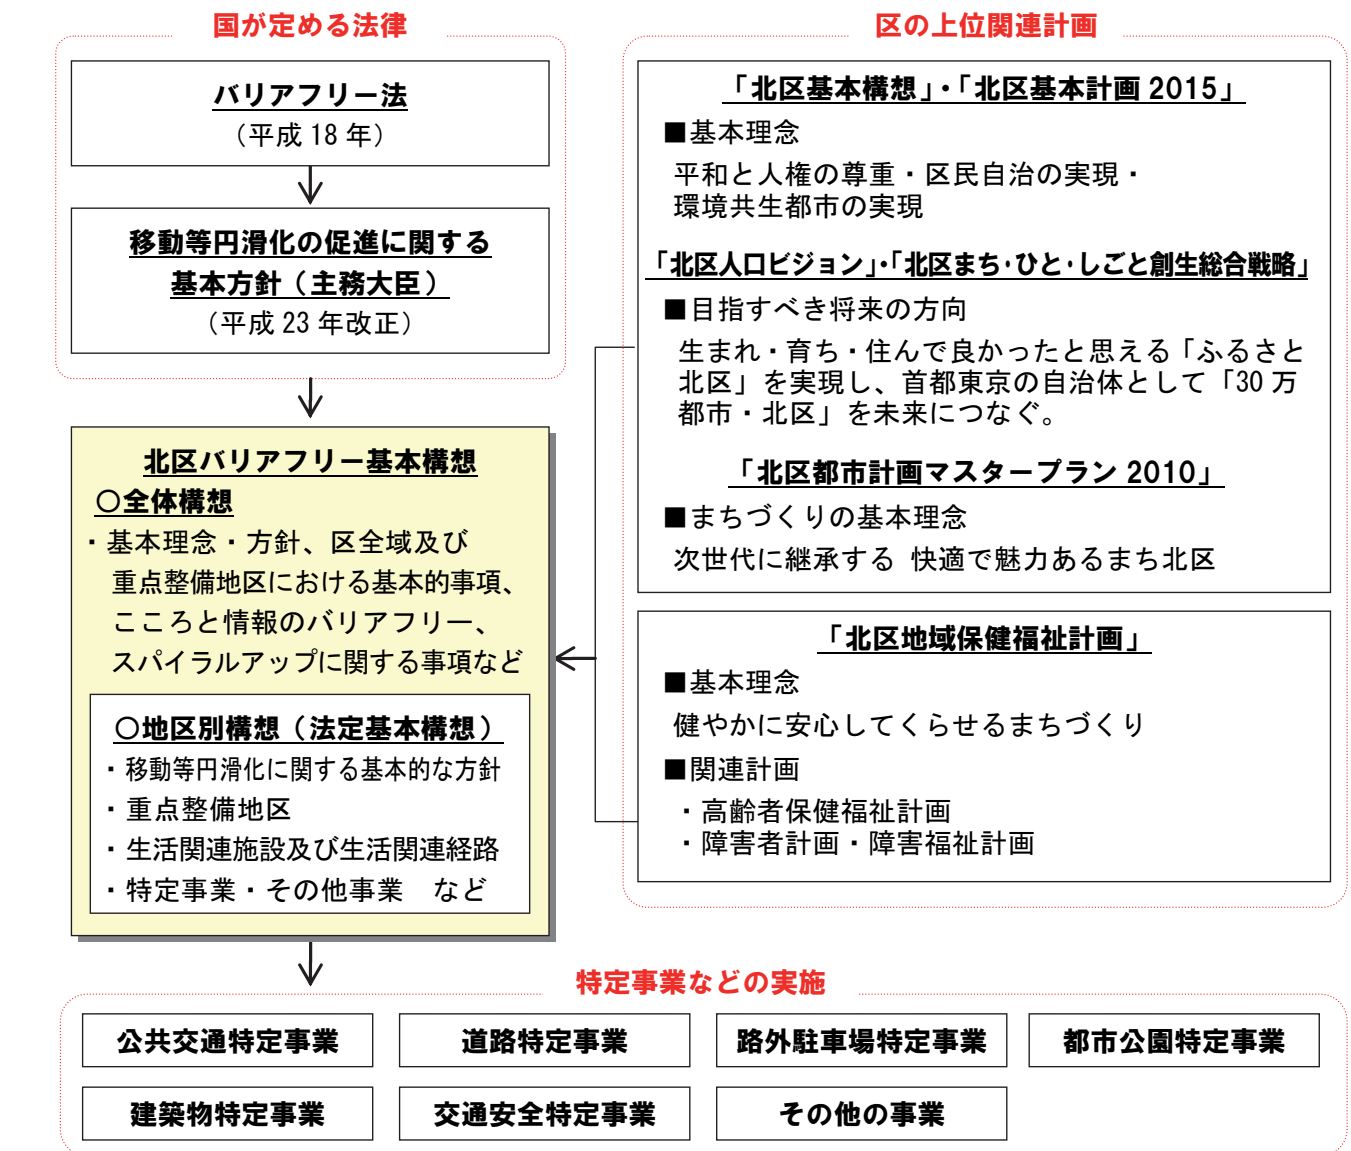 国が定める法律
バリアフリー法
（平成 18 年）
移動等円滑化の促進に関する
基本方針（主務大臣）
（平成 23 年改正）
北区バリアフリー基本構想
○全体構想
・基本理念・方針、区全域及び
重点整備地区における基本的事項、
こころと情報のバリアフリー、
スパイラルアップに関する事項など
○地区別構想（法定基本構想）
・移動等円滑化に関する基本的な方針
・重点整備地区
・生活関連施設及び生活関連経路
・特定事業・その他事業　など
区の上位関連計画
「北区基本構想」・「北区基本計画 2015」
■基本理念
平和と人権の尊重・区民自治の実現・
環境共生都市の実現
「北区人口ビジョン」・「北区まち・ひと・しごと創生総合戦略」
■目指すべき将来の方向
生まれ・育ち・住んで良かったと思える「ふるさと
北区」を実現し、首都東京の自治体として「30 万
都市・北区」を未来につなぐ。
「北区都市計画マスタープラン 2010」
■まちづくりの基本理念
次世代に継承する 快適で魅力あるまち北区
「北区地域保健福祉計画」
■基本理念
健やかに安心してくらせるまちづくり
■関連計画
・高齢者保健福祉計画
・障害者計画・障害福祉計画
特定事業などの実施
公共交通特定事業
道路特定事業
路外駐車場特定事業
都市公園特定事業
建築物特定事業
交通安全特定事業
その他の事業